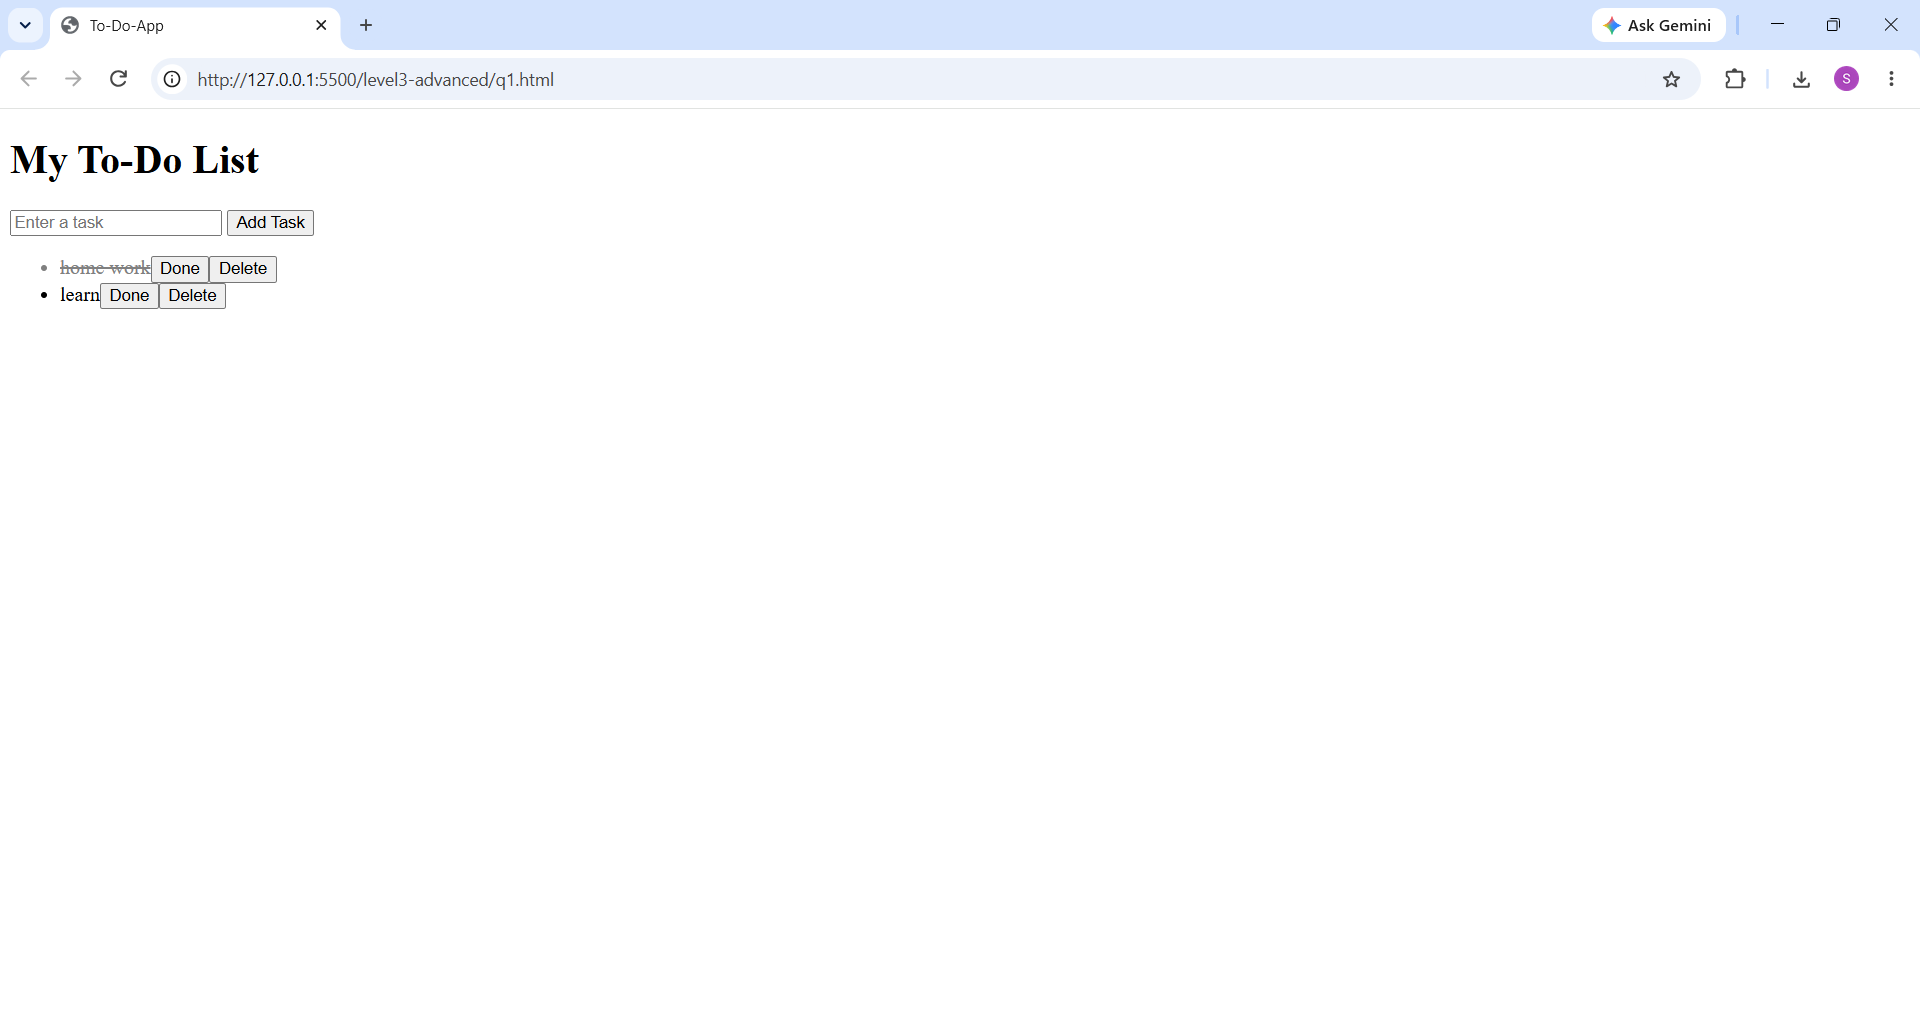 To-Do-App
Ask Gemini
http://127.0.0.1:5500/level3-advanced/q1.html
S
My To-Do List
Enter a task Add Task
home work Done Delete
learn Done Delete